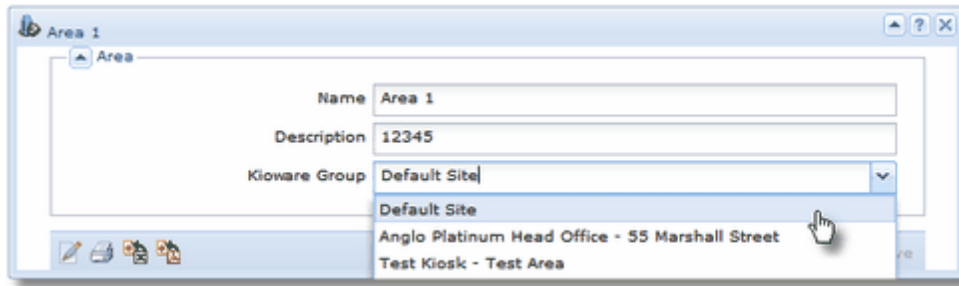 Area 1
Area
Name Area 1
Description 12345
Kioware Group Default Site
Default Site
Anglo Platinum Head Office - 55 Marshall Street
Test Kiosk - Test Area